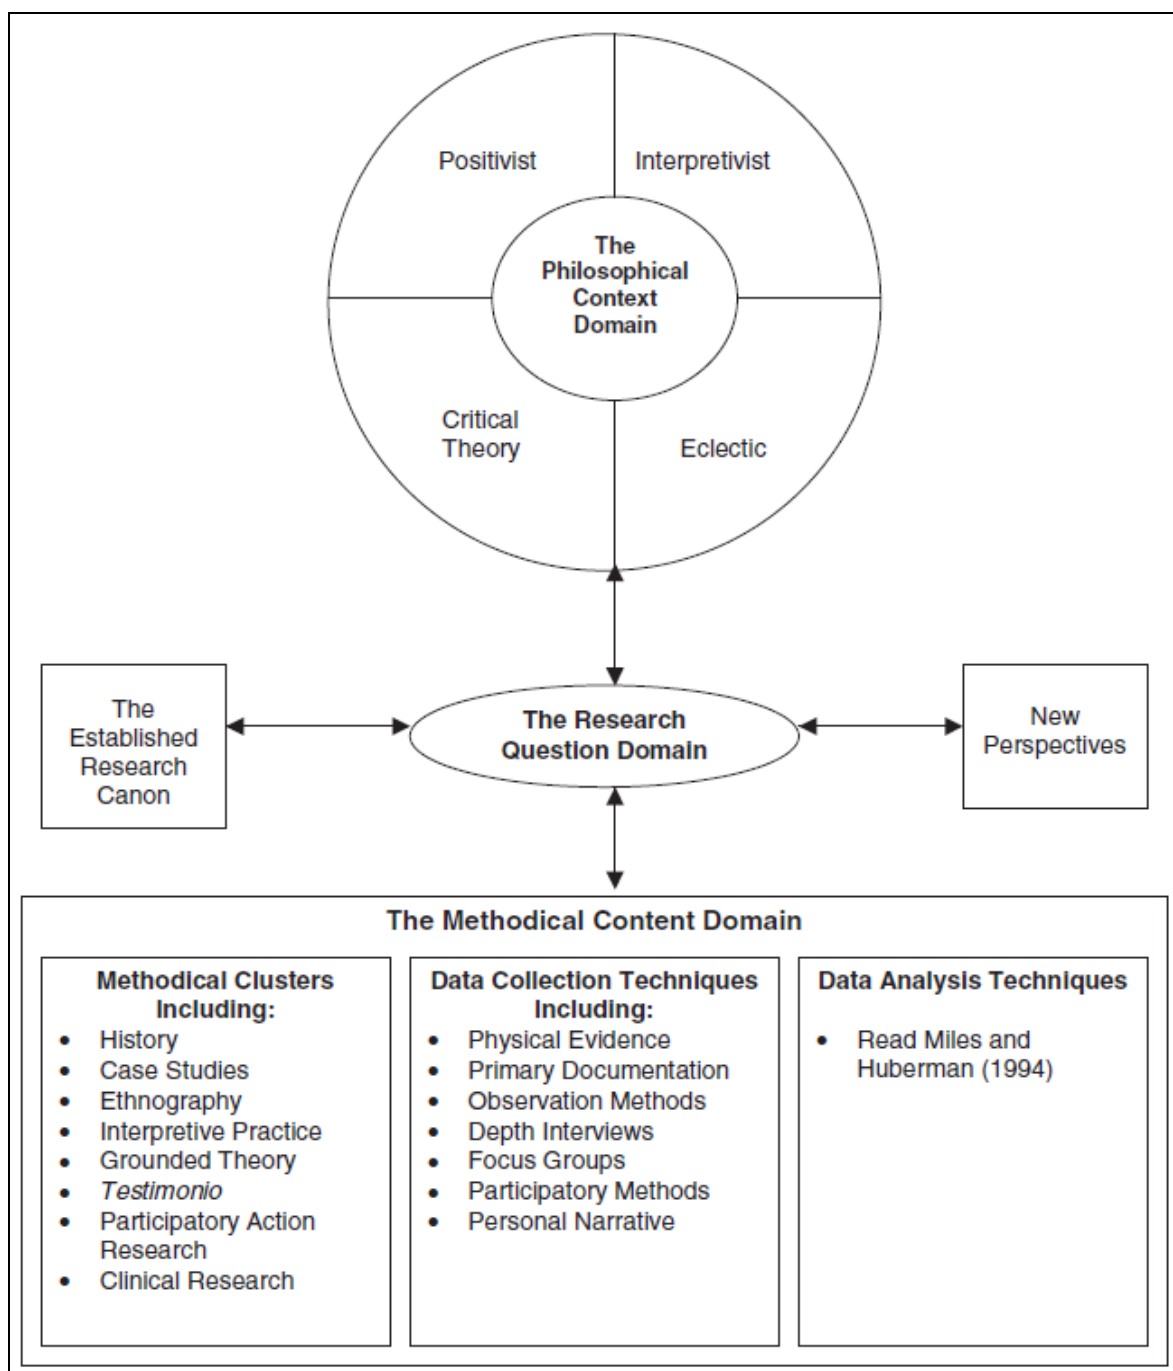 Positivist
Interpretivist
The
Philosophical
Context
Domain
Critical
Theory
Eclectic
The
Established
Research
Canon
The Research
Question Domain
New
Perspectives
The Methodical Content Domain
Methodical Clusters
Including:
• History
• Case Studies
• Ethnography
• Interpretive Practice
• Grounded Theory
• Testimonio
• Participatory Action
Research
• Clinical Research
Data Collection Techniques
Including:
• Physical Evidence
• Primary Documentation
• Observation Methods
• Depth Interviews
• Focus Groups
• Participatory Methods
• Personal Narrative
Data Analysis Techniques
• Read Miles and
Huberman (1994)